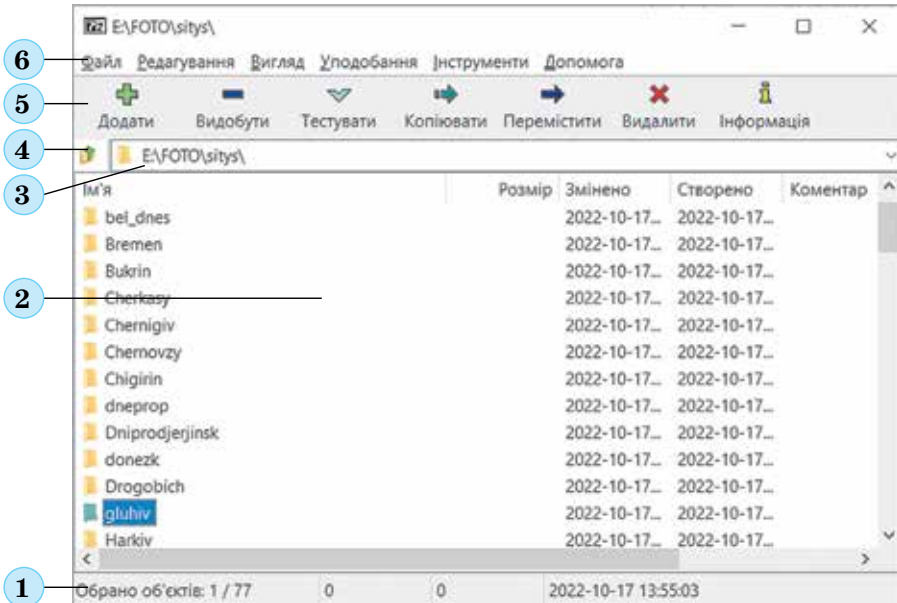 7z E:\FOTO\sitys\
6 Файл Редагування Вигляд Уподобання Інструменти Допомога
5
Додати Видобути Тестувати Копіювати Перемістити Видалити Інформація
4 E:\FOTO\sitys\
3
Ім'я Розмір Змінено Створено Коментар
bel_dnes 2022-10-17... 2022-10-17...
Bremen 2022-10-17... 2022-10-17...
Bukrin 2022-10-17... 2022-10-17...
2 Cherkasy 2022-10-17... 2022-10-17...
Chernigiv 2022-10-17... 2022-10-17...
Chernovzy 2022-10-17... 2022-10-17...
Chigirin 2022-10-17... 2022-10-17...
dneprop 2022-10-17... 2022-10-17...
Dniprodjerjinsk 2022-10-17... 2022-10-17...
donezk 2022-10-17... 2022-10-17...
Drogobich 2022-10-17... 2022-10-17...
gluhiv 2022-10-17... 2022-10-17...
Harkiv 2022-10-17... 2022-10-17...
1 Обрано об'єктів: 1 / 77 0 0 2022-10-17 13:55:03